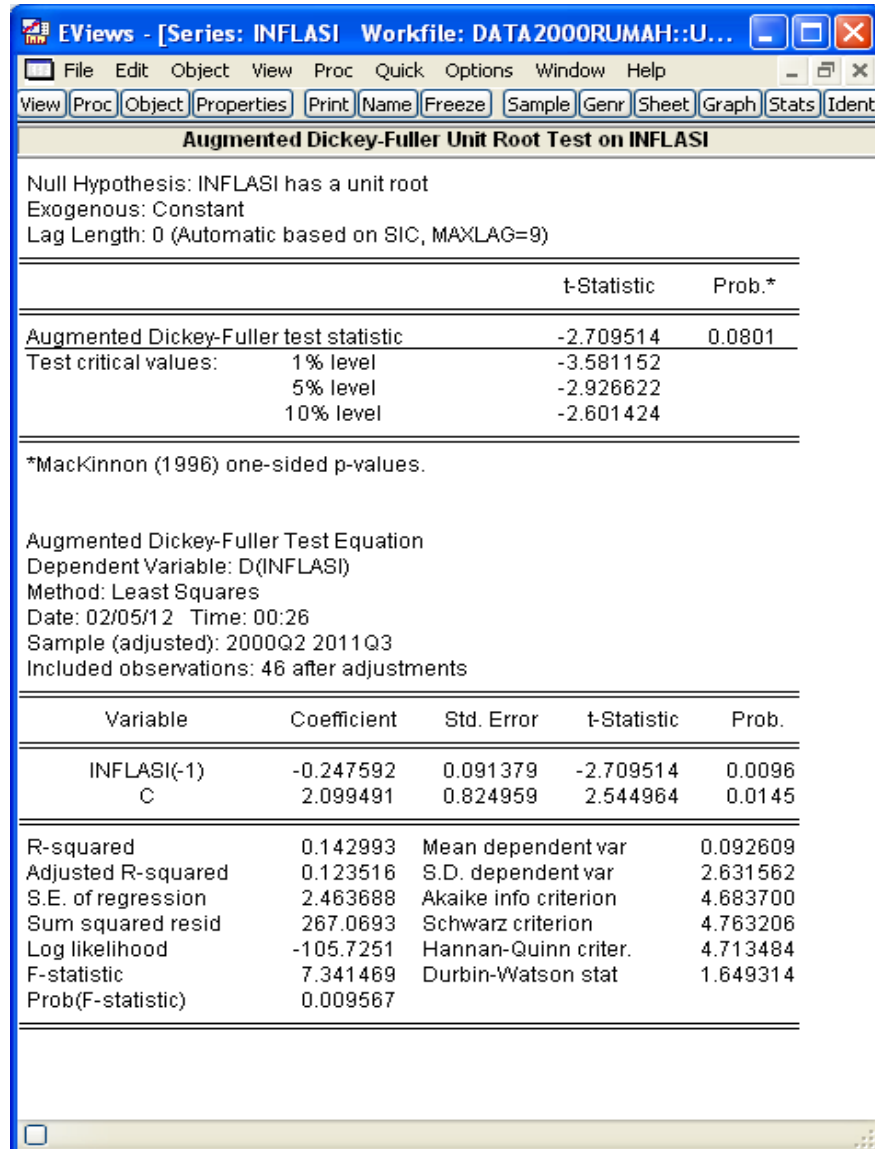 EViews - [Series: INFLASI Workfile: DATA2000RUMAH::U...
File Edit Object View Proc Quick Options Window Help
View Proc Object Properties Print Name Freeze Sample Genr Sheet Graph Stats Ident
Augmented Dickey-Fuller Unit Root Test on INFLASI
Null Hypothesis: INFLASI has a unit root
Exogenous: Constant
Lag Length: 0 (Automatic based on SIC, MAXLAG=9)
t-Statistic Prob.*
Augmented Dickey-Fuller test statistic -2.709514 0.0801
Test critical values: 1% level -3.581152
5% level -2.926622
10% level -2.601424
*MacKinnon (1996) one-sided p-values.
Augmented Dickey-Fuller Test Equation
Dependent Variable: D(INFLASI)
Method: Least Squares
Date: 02/05/12 Time: 00:26
Sample (adjusted): 2000Q2 2011Q3
Included observations: 46 after adjustments
Variable Coefficient Std. Error t-Statistic Prob.
INFLASI(-1) -0.247592 0.091379 -2.709514 0.0096
C 2.099491 0.824959 2.544964 0.0145
R-squared 0.142993 Mean dependent var 0.092609
Adjusted R-squared 0.123516 S.D. dependent var 2.631562
S.E. of regression 2.463688 Akaike info criterion 4.683700
Sum squared resid 267.0693 Schwarz criterion 4.763206
Log likelihood -105.7251 Hannan-Quinn criter. 4.713484
F-statistic 7.341469 Durbin-Watson stat 1.649314
Prob(F-statistic) 0.009567